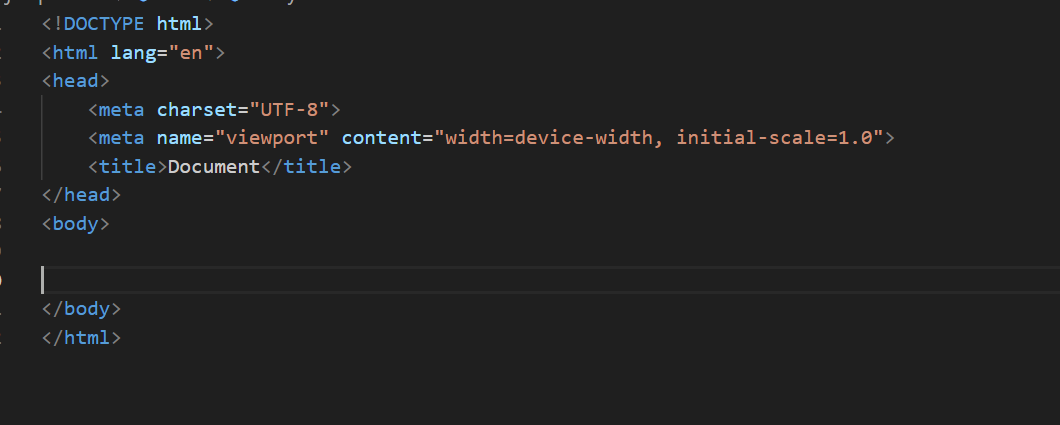 <!DOCTYPE html>
<html lang="en">
<head>
    <meta charset="UTF-8">
    <meta name="viewport" content="width=device-width, initial-scale=1.0">
    <title>Document</title>
</head>
<body>
</body>
</html>